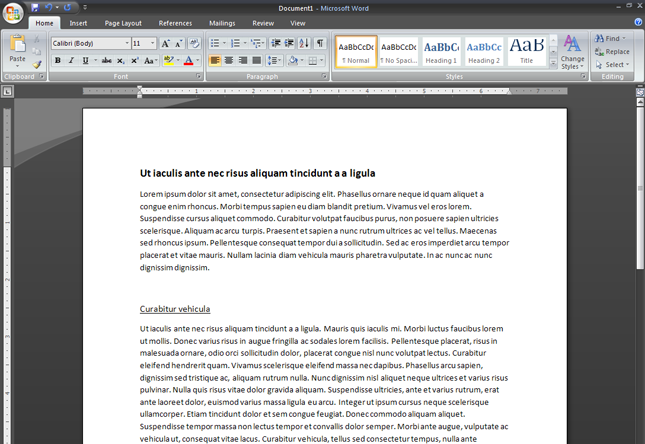 Document1 - Microsoft Word
Home Insert Page Layout References Mailings Review View
Paste
Calibri (Body) 11
B I U abc X₂ X² Aa
AaBbCcDc AaBbCcDc AaBbCc AaBbCc AaB
¶ Normal ¶ No Spaci... Heading 1 Heading 2 Title
Change Styles
Find
Replace
Select
Clipboard Font Paragraph Styles Editing
1 2 3 4 5 6 7
Ut iaculis ante nec risus aliquam tincidunt a a ligula
Lorem ipsum dolor sit amet, consectetur adipiscing elit. Phasellus ornare neque id quam aliquet a
congue enim rhoncus. Morbi tempus sapien eu diam blandit pretium. Vivamus vel eros lorem.
Suspendisse cursus aliquet commodo. Curabitur volutpat faucibus purus, non posuere sapien ultricies
scelerisque. Aliquam ac arcu turpis. Praesent et sapien a nunc rutrum ultrices ac vel tellus. Maecenas
sed rhoncus ipsum. Pellentesque consequat tempor dui a sollicitudin. Sed ac eros imperdiet arcu tempor
placerat et vitae mauris. Nullam lacinia diam vehicula mauris pharetra vulputate. In ac nunc ac nunc
dignissim dignissim.
Curabitur vehicula
Ut iaculis ante nec risus aliquam tincidunt a a ligula. Mauris quis iaculis mi. Morbi luctus faucibus lorem
ut mollis. Donec varius risus in augue fringilla ac sodales lorem facilisis. Pellentesque placerat, risus in
malesuada ornare, odio orci sollicitudin dolor, placerat congue nisl nunc volutpat lectus. Curabitur
eleifend hendrerit quam. Vivamus scelerisque eleifend massa nec dapibus. Phasellus arcu sapien,
dignissim sed tristique ac, aliquam rutrum nulla. Nunc dignissim nisl aliquet neque ultrices et varius risus
pulvinar. Nulla quis risus vitae dolor gravida aliquam. Suspendisse ultricies, ante et varius rutrum, erat
ante laoreet dolor, euismod varius massa ligula eu arcu. Integer ut ipsum cursus neque scelerisque
ullamcorper. Etiam tincidunt dolor et sem congue feugiat. Donec commodo aliquam aliquet.
Suspendisse tempor massa non lectus tempor et convallis dolor semper. Morbi ante augue, vulputate ac
vehicula ut, consequat vitae lacus. Curabitur vehicula, tellus sed consectetur tempus, nulla ante